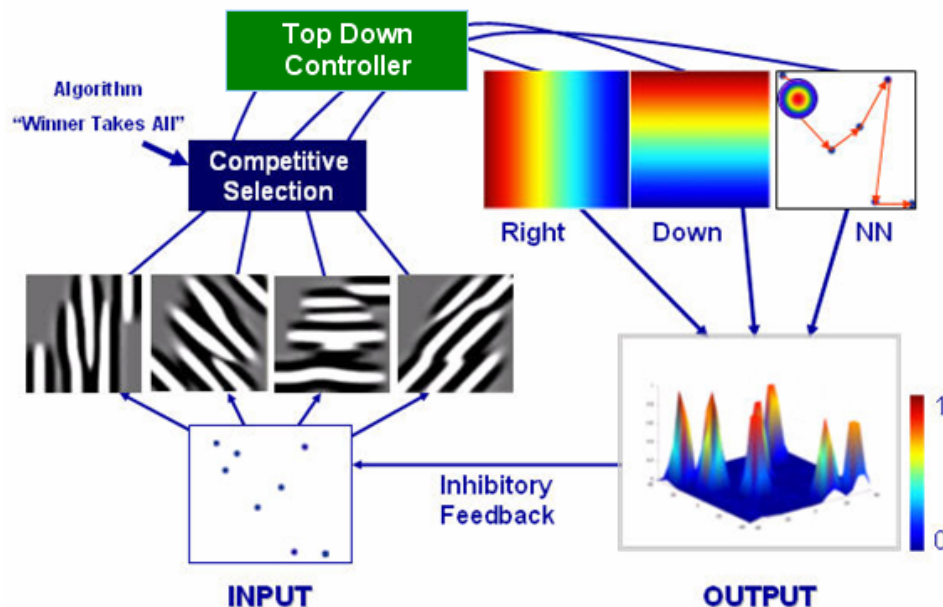 Top Down
Controller
Algorithm
“Winner Takes All”
Competitive
Selection
Right
Down
NN
1
0
Inhibitory
Feedback
INPUT
OUTPUT